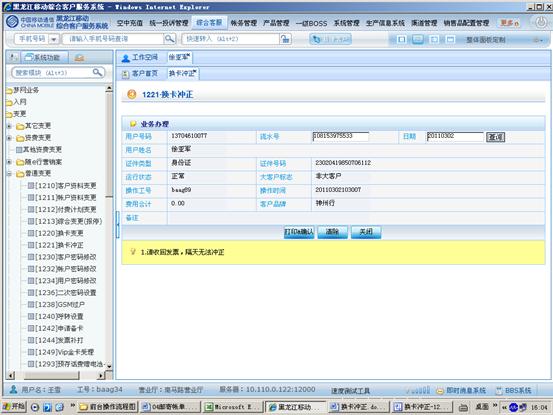 黑龙江移动综合客户服务系统 - Windows Internet Explorer
黑龙江移动综合客户服务系统
中国移动通信 CHINA MOBILE 黑龙江移动 综合客户服务系统
空中充值 统一投诉管理 综合客服 帐务管理 产品管理 一级BOSS 系统管理 生产信息系统 渠道管理 销售品配置管理 更多
手机号码 请输入手机号码查询 快速转入 (Alt+2) 整体面板定制
系统功能
搜索模块 (Alt+3)
梦网业务
入网
变更
其它变更
资费变更
其他资费变更
随e行营销案
普通变更
[1210]客户资料变更
[1211]帐户资料变更
[1212]付费计划变更
[1213]综合变更(报停)
[1220]换卡变更
[1221]换卡冲正
[1230]客户密码修改
[1232]帐户密码修改
[1234]用户密码修改
[1236]二次密码设置
[1238]GSM过户
[1240]呼转设置
[1242]申请备卡
[1244]发票补打
[1249]Vip金卡受理
[1293]预存话费赠电池
工作空间 徐亚军
客户首页 换卡冲正
1221·换卡冲正
业务办理
用户号码 13704610077 流水号 108153975533 日期 20110302 查询
用户姓名 徐亚军
证件类型 身份证 证件号码 23020419850706112
运行状态 正常 大客户标志 非大客户
操作工号 baag89 操作时间 20110302103007
费用合计 0.00 客户品牌 神州行
备注
打印&确认 清除 关闭
1.请收回发票，隔天无法冲正
用户名：王雪 工号：baag34 营业厅：南马路营业厅 服务器：10.110.0.122:12000 速度测试工具 即时消息系统 BBS系统
开始 前台操作流程图 04邮寄帐单... Microsoft E... 黑龙江移动... 换卡冲正.do... 换卡冲正-12... 桌面 16:04